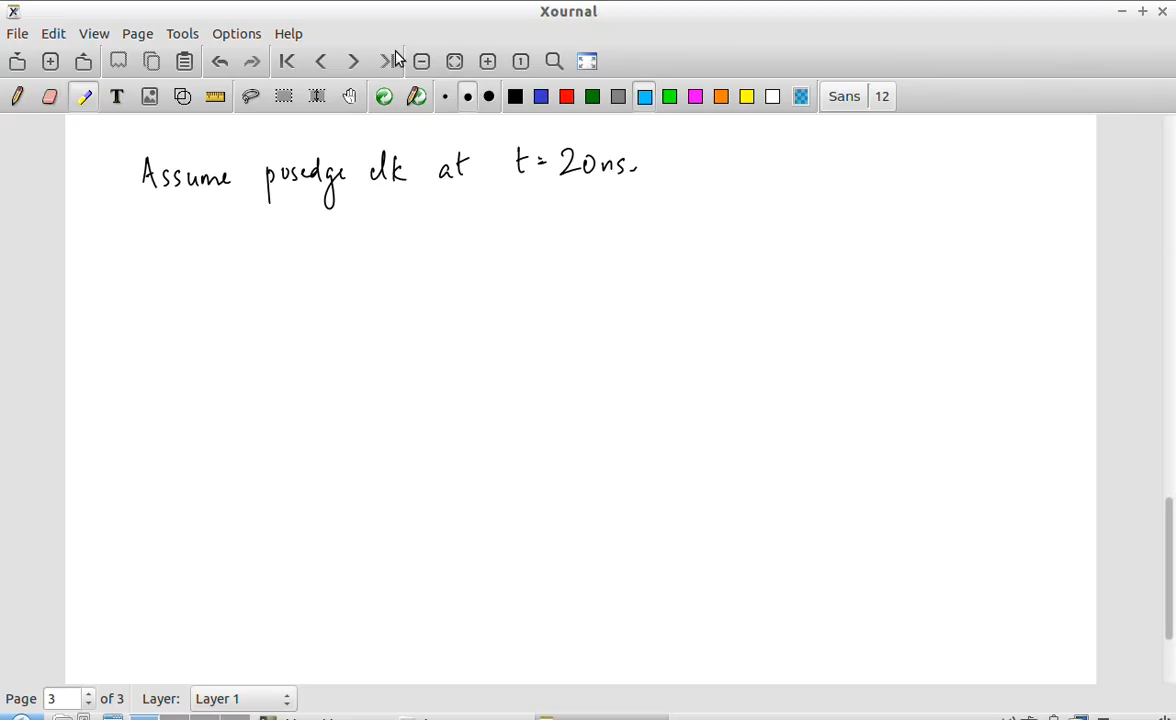 Xournal
File Edit View Page Tools Options Help
T 1 Sans 12
Assume posedge clk at t = 20ns.
Page 3 of 3 Layer: Layer 1